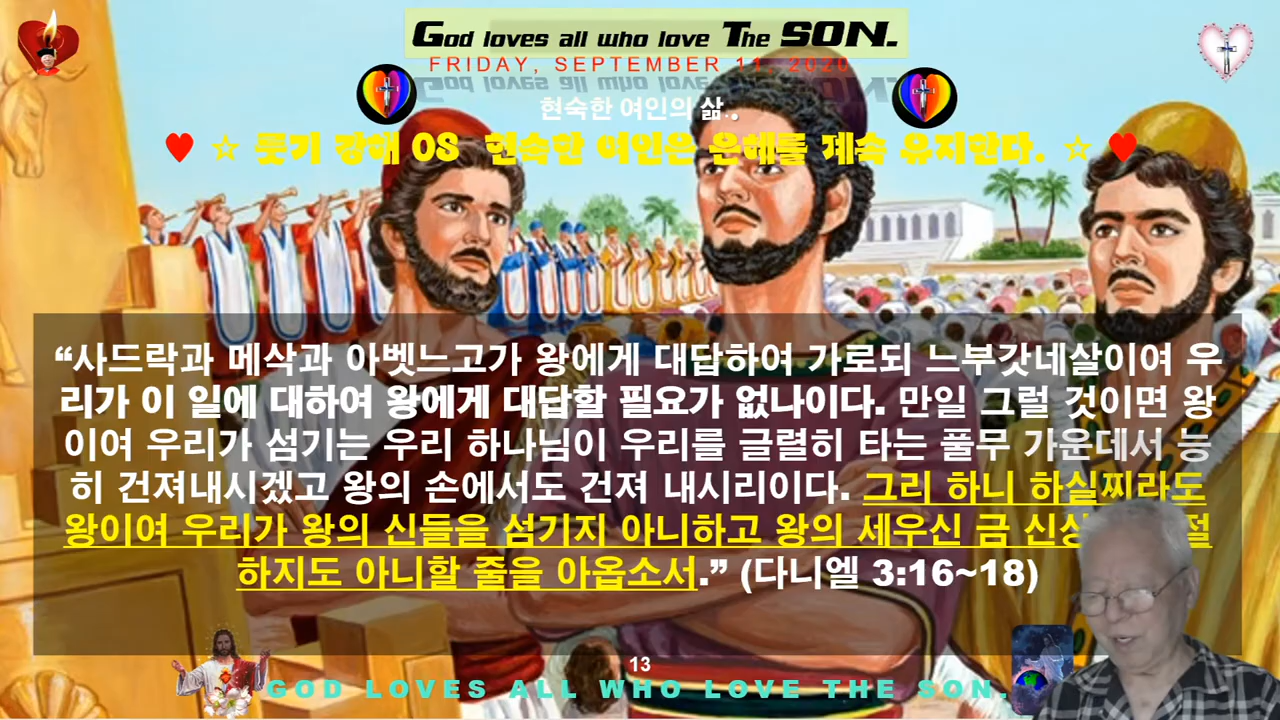 God loves all who love The SON.
FRIDAY, SEPTEMBER 11, 2020
현숙한 여인의 삶..
♥ ☆ 룻기 강해 08 현숙한 여인은 은혜를 계속 유지한다. ☆ ♥
“사드락과 메삭과 아벳느고가 왕에게 대답하여 가로되 느부갓네살이여 우
리가 이 일에 대하여 왕에게 대답할 필요가 없나이다. 만일 그럴 것이면 왕
이여 우리가 섬기는 우리 하나님이 우리를 극렬히 타는 풀무 가운데서 능
히 건져내시겠고 왕의 손에서도 건져 내시리이다. 그리 하니 하실찌라도
왕이여 우리가 왕의 신들을 섬기지 아니하고 왕의 세우신 금 신상 절
하지도 아니할 줄을 아옵소서.” (다니엘 3:16~18)
13
GOD LOVES ALL WHO LOVE THE SON.